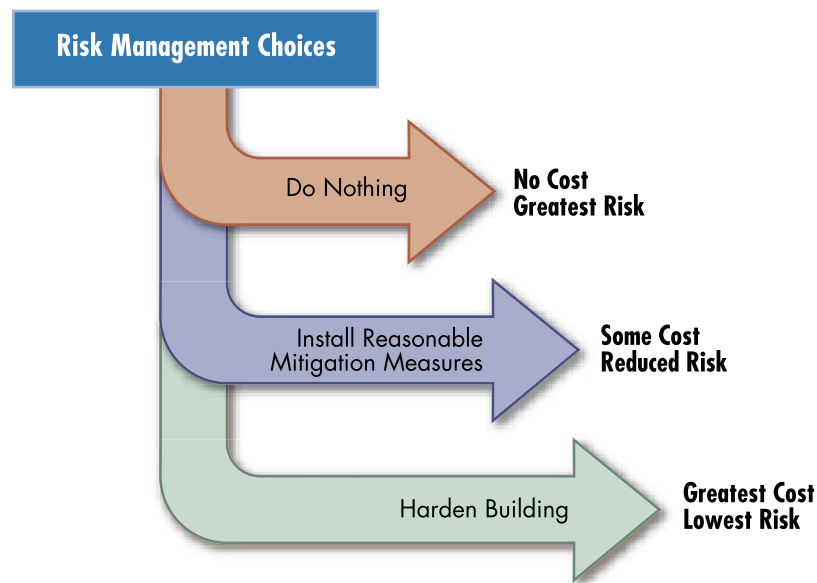 Risk Management Choices
Do Nothing
No Cost
Greatest Risk
Install Reasonable
Mitigation Measures
Some Cost
Reduced Risk
Harden Building
Greatest Cost
Lowest Risk